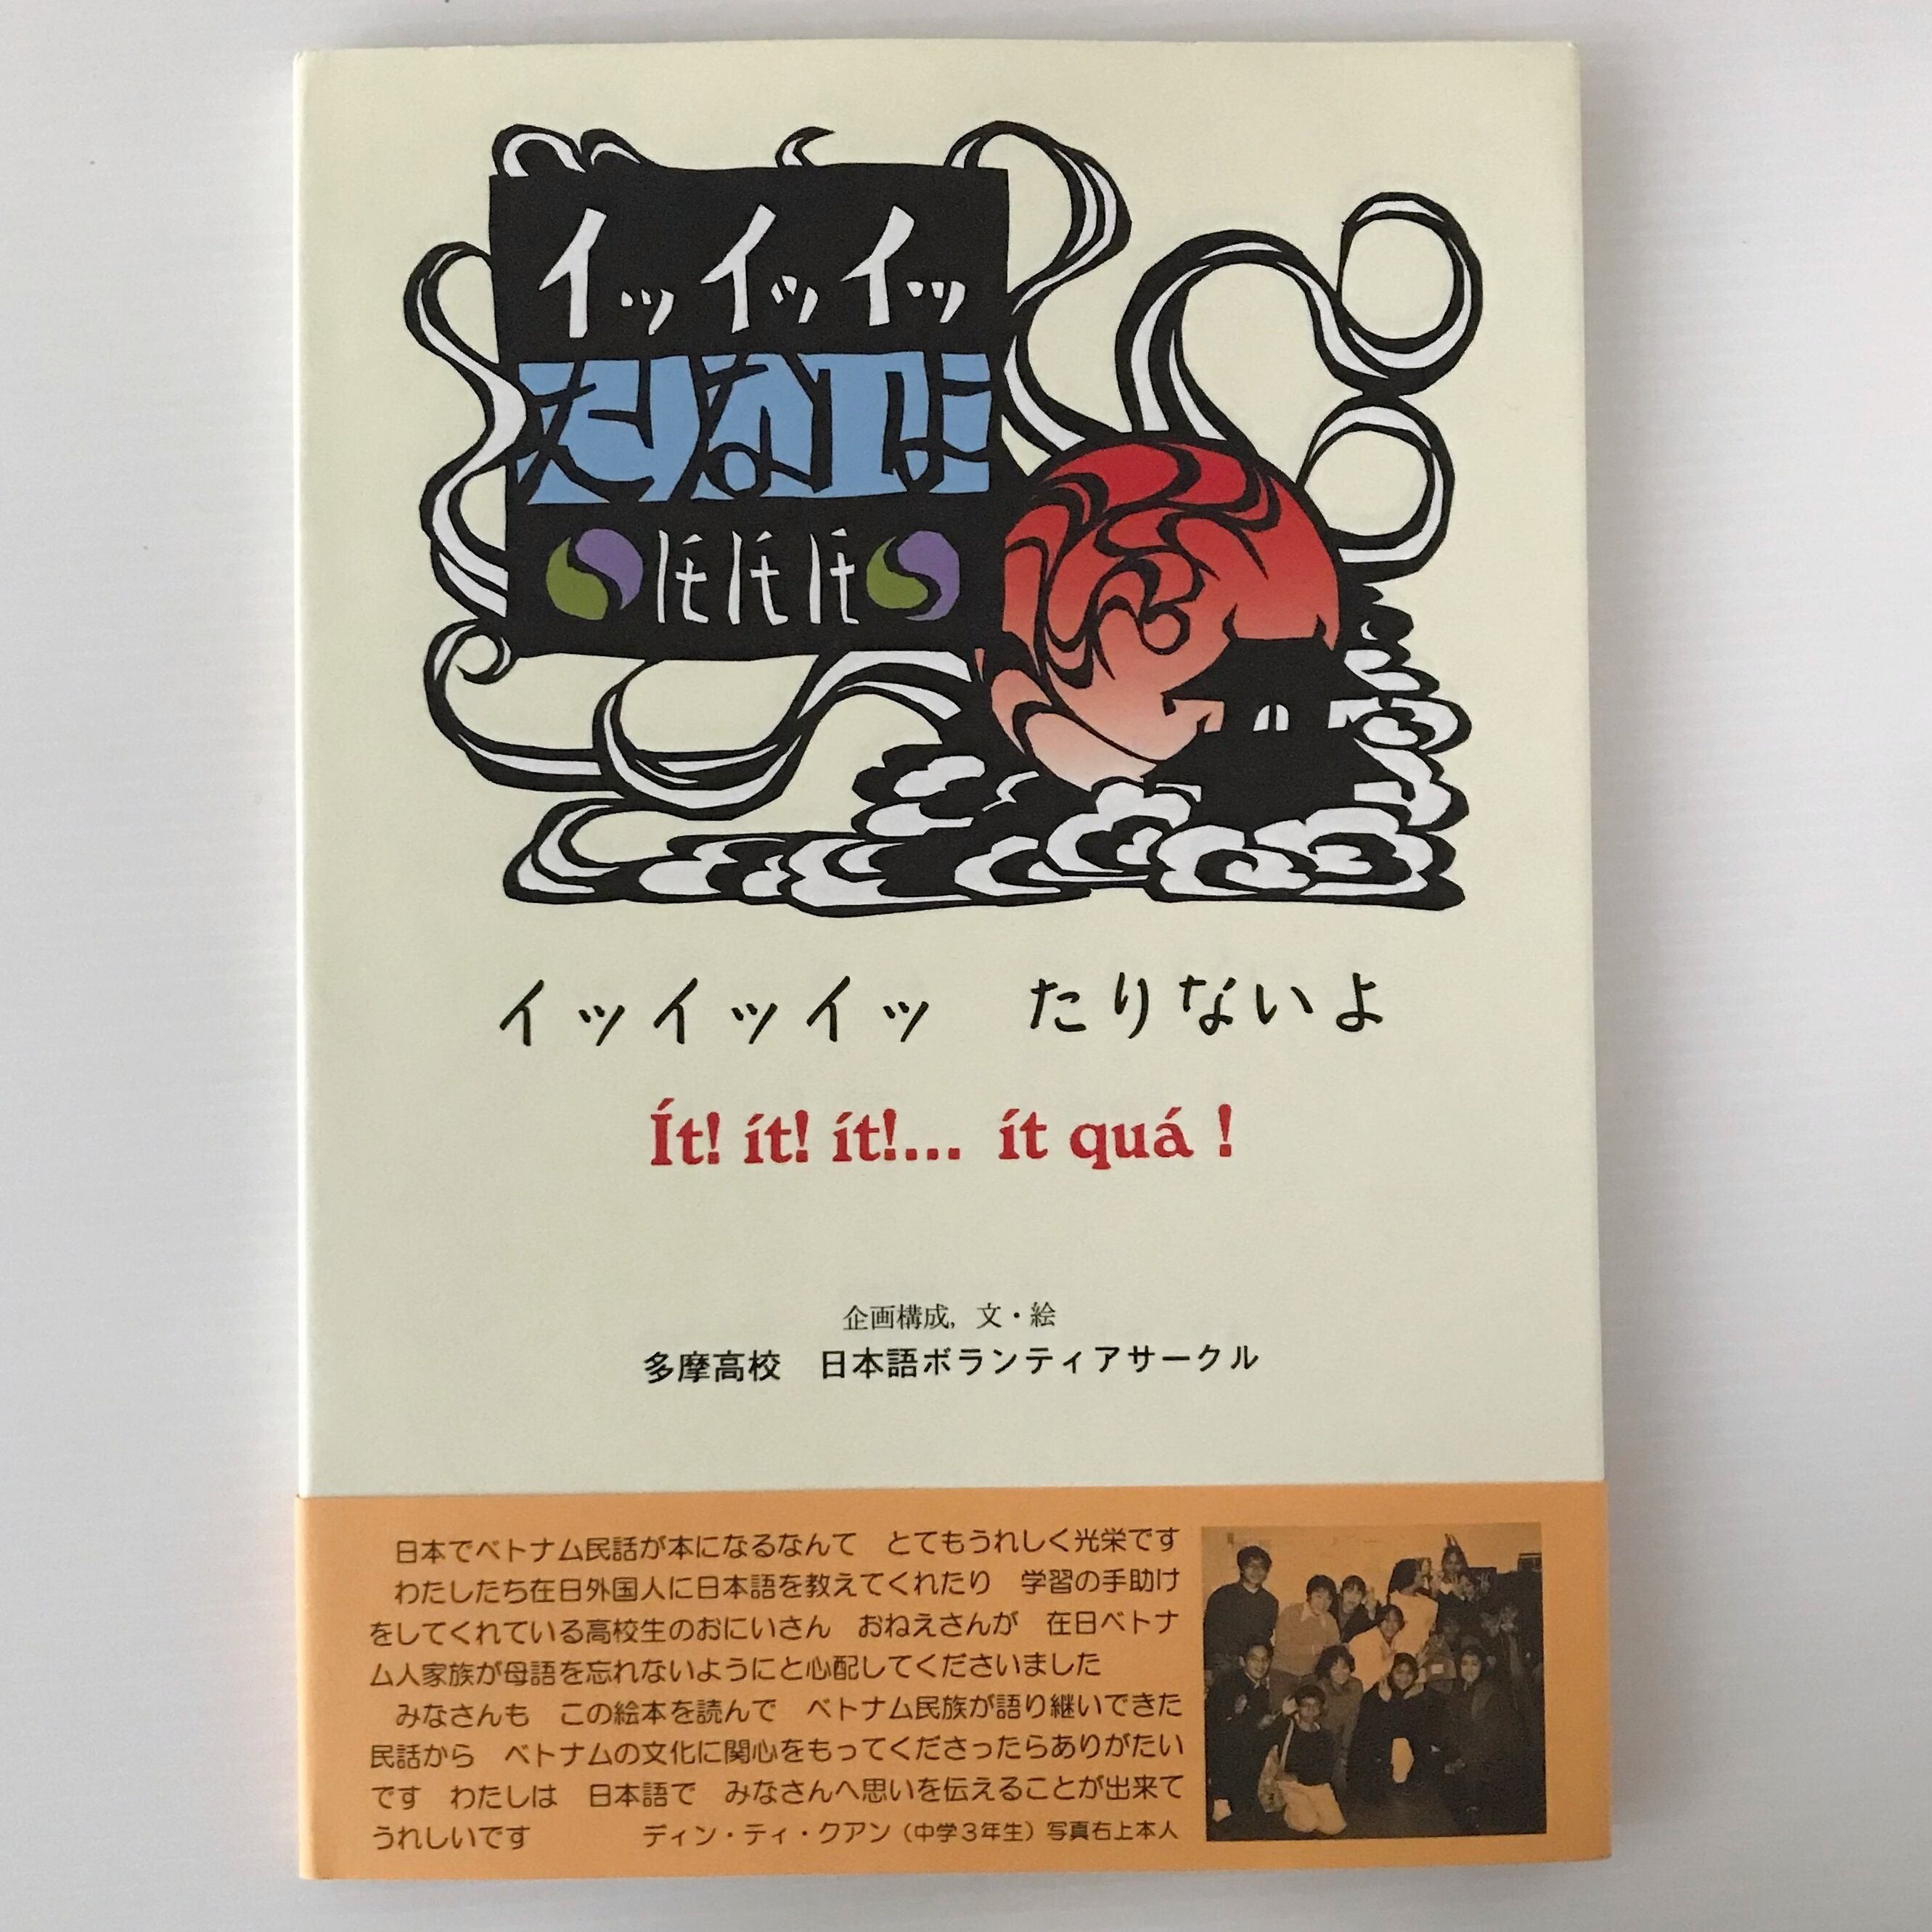 イッイッイッ
たりないよ
ít ít ít
イッイッイッ　たりないよ
Ít! ít! ít!... ít quá !
企画構成, 文・絵
多摩高校　日本語ボランティアサークル
日本でベトナム民話が本になるなんて　とてもうれしく光栄です
わたしたち在日外国人に日本語を教えてくれたり　学習の手助け
をしてくれている高校生のおにいさん　おねえさんが　在日ベトナ
ム人家族が母語を忘れないようにと心配してくださいました
みなさんも　この絵本を読んで　ベトナム民族が語り継いできた
民話から　ベトナムの文化に関心をもってくださったらありがたい
です　わたしは　日本語で　みなさんへ思いを伝えることが出来て
うれしいです　　　　ディン・ティ・クアン（中学3年生）写真右上本人